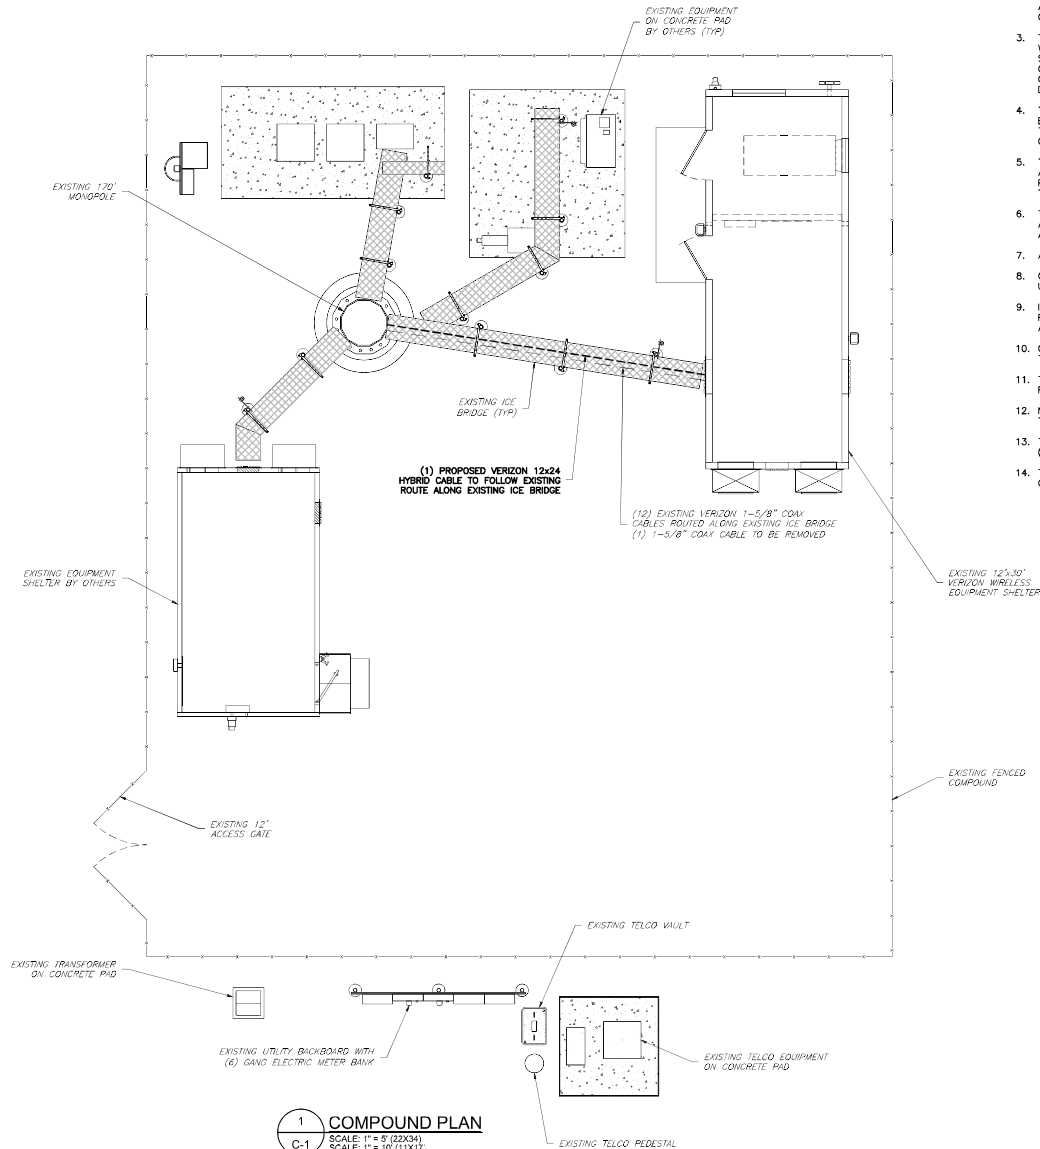 EXISTING EQUIPMENT
ON CONCRETE PAD
BY OTHERS (TYP)
EXISTING 170'
MONOPOLE
EXISTING ICE
BRIDGE (TYP)
(1) PROPOSED VERIZON 12x24
HYBRID CABLE TO FOLLOW EXISTING
ROUTE ALONG EXISTING ICE BRIDGE
(12) EXISTING VERIZON 1-5/8" COAX
CABLES ROUTED ALONG EXISTING ICE BRIDGE
(1) 1-5/8" COAX CABLE TO BE REMOVED
EXISTING EQUIPMENT
SHELTER BY OTHERS
EXISTING 12'x30'
VERIZON WIRELESS
EQUIPMENT SHELTER
EXISTING FENCED
COMPOUND
EXISTING 12'
ACCESS GATE
EXISTING TELCO VAULT
EXISTING TRANSFORMER
ON CONCRETE PAD
EXISTING UTILITY BACKBOARD WITH
(6) GANG ELECTRIC METER BANK
EXISTING TELCO EQUIPMENT
ON CONCRETE PAD
EXISTING TELCO PEDESTAL
1
C-1
COMPOUND PLAN
SCALE: 1" = 5' (22X34)
SCALE: 1" = 10' (11X17)
3.
4.
5.
6.
7.
8.
9.
10.
11.
12.
13.
14.